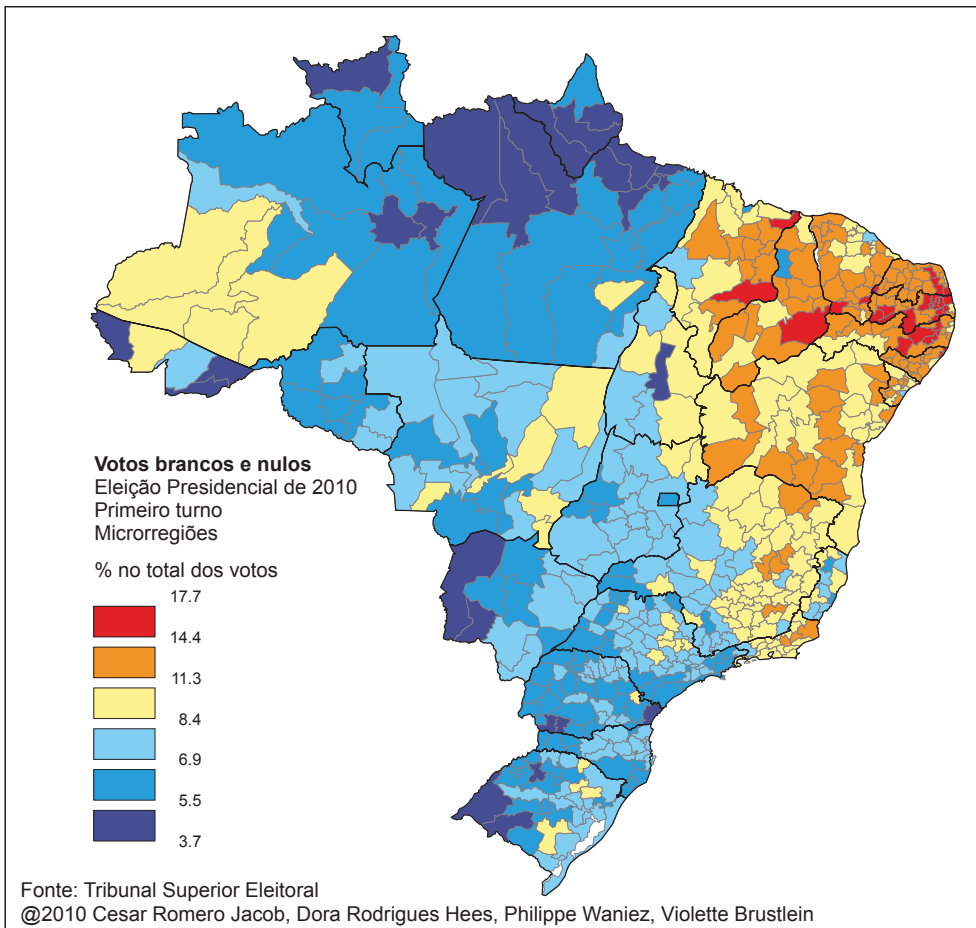 Votos brancos e nulos
Eleição Presidencial de 2010
Primeiro turno
Microrregiões
% no total dos votos
17.7
14.4
11.3
8.4
6.9
5.5
3.7
Fonte: Tribunal Superior Eleitoral
@2010 Cesar Romero Jacob, Dora Rodrigues Hees, Philippe Waniez, Violette Brustlein